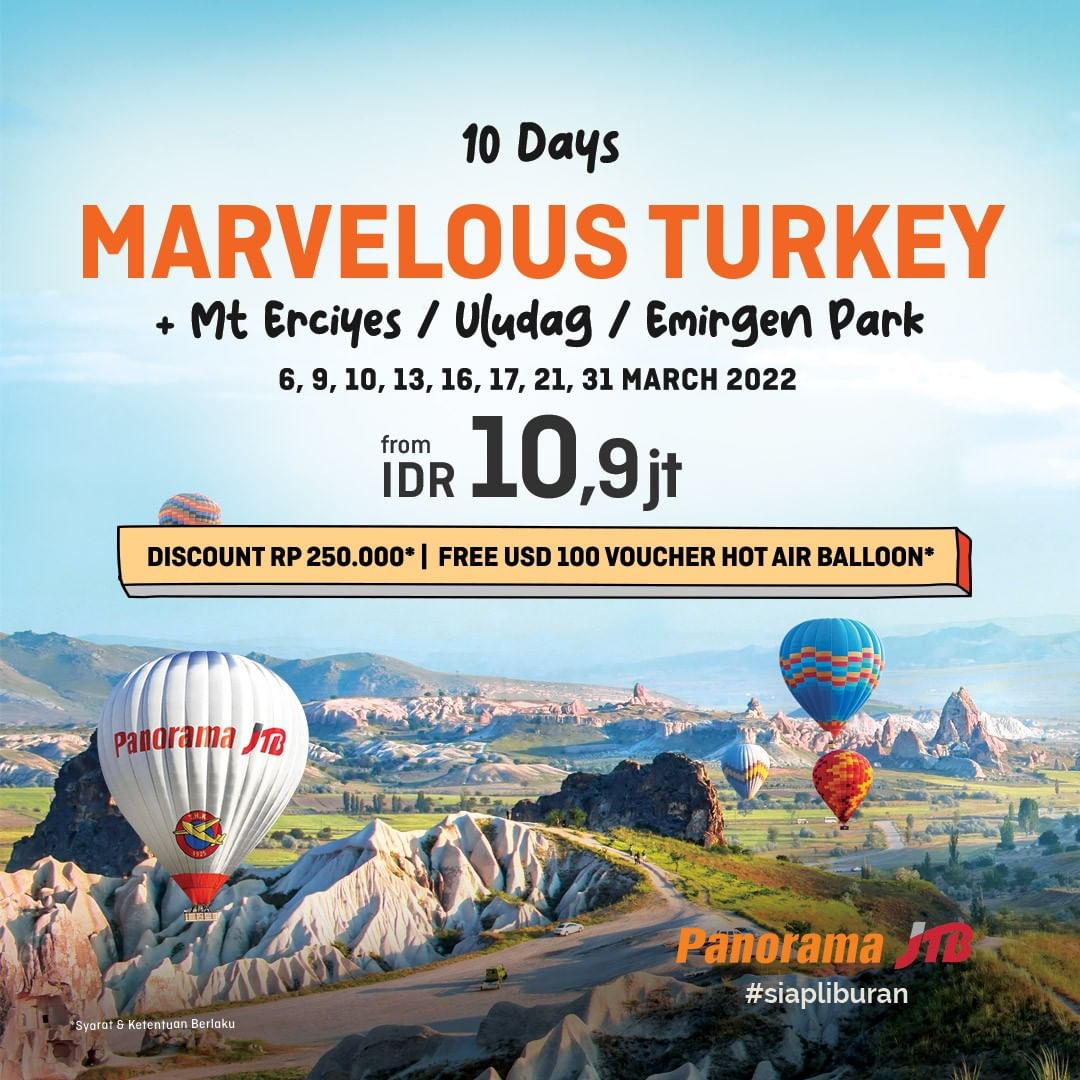 10 Days
MARVELOUS TURKEY
+ Mt Erciyes / Uludag / Emirgen Park
6, 9, 10, 13, 16, 17, 21, 31 MARCH 2022
from
IDR 10,9 jt
DISCOUNT RP 250.000* | FREE USD 100 VOUCHER HOT AIR BALLOON*
Panorama JTB
T.H.K
1925
Panorama JTB
#siapliburan
*Syarat & Ketentuan Berlaku